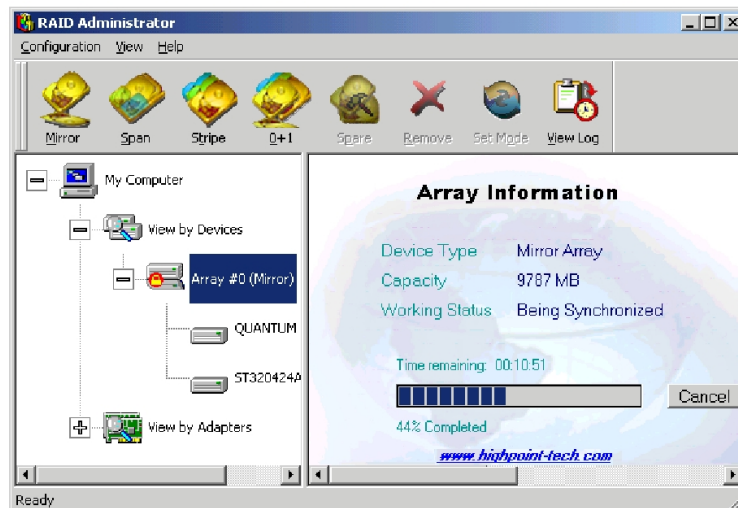 RAID Administrator
Configuration View Help
Mirror Span Stripe 0+1 Spare Remove Set Mode View Log
My Computer
View by Devices
Array #0 (Mirror)
QUANTUM
ST320424A
View by Adapters
Array Information
Device Type Mirror Array
Capacity 9787 MB
Working Status Being Synchronized
Time remaining: 00:10:51
Cancel
44% Completed
www.highpoint-tech.com
Ready